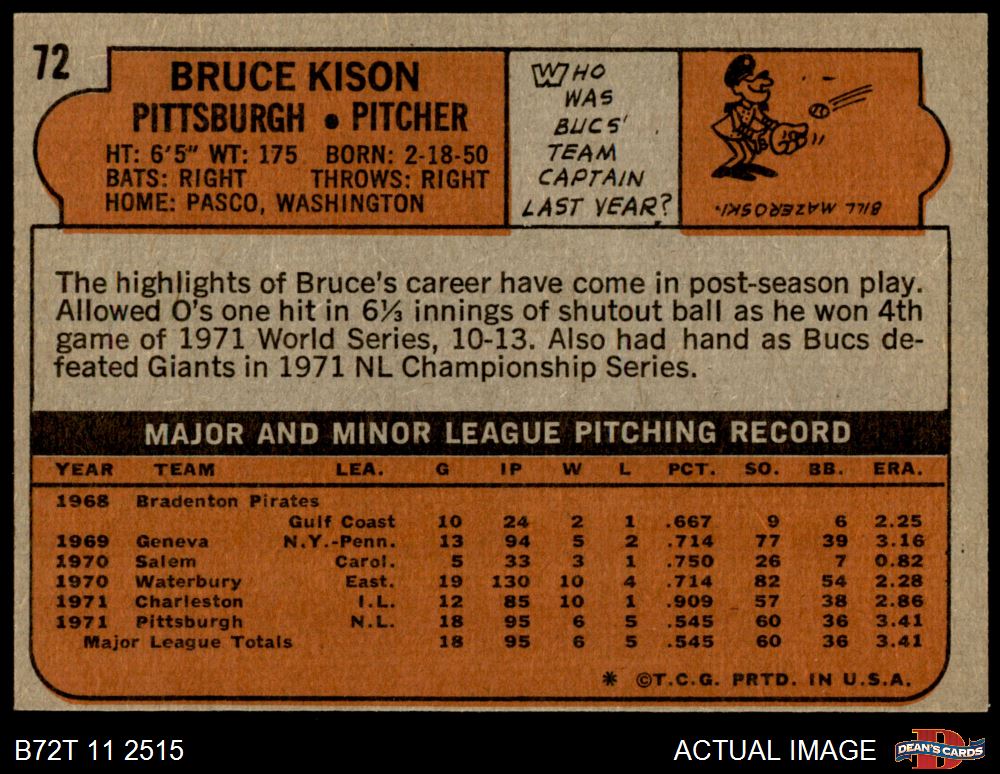 72
BRUCE KISON
PITTSBURGH • PITCHER
HT: 6'5" WT: 175 BORN: 2-18-50
BATS: RIGHT THROWS: RIGHT
HOME: PASCO, WASHINGTON
WHO
WAS
BUCS'
TEAM
CAPTAIN
LAST YEAR?
BILL MAZEROSKI.
The highlights of Bruce's career have come in post-season play.
Allowed O's one hit in 6⅓ innings of shutout ball as he won 4th
game of 1971 World Series, 10-13. Also had hand as Bucs de-
feated Giants in 1971 NL Championship Series.
MAJOR AND MINOR LEAGUE PITCHING RECORD
YEAR TEAM LEA. G IP W L PCT. SO. BB. ERA.
1968 Bradenton Pirates
Gulf Coast 10 24 2 1 .667 9 6 2.25
1969 Geneva N.Y.-Penn. 13 94 5 2 .714 77 39 3.16
1970 Salem Carol. 5 33 3 1 .750 26 7 0.82
1970 Waterbury East. 19 130 10 4 .714 82 54 2.28
1971 Charleston I.L. 12 85 10 1 .909 57 38 2.86
1971 Pittsburgh N.L. 18 95 6 5 .545 60 36 3.41
Major League Totals 18 95 6 5 .545 60 36 3.41
* ©T.C.G. PRTD. IN U.S.A.
B72T 11 2515
ACTUAL IMAGE
D
DEAN'S CARDS